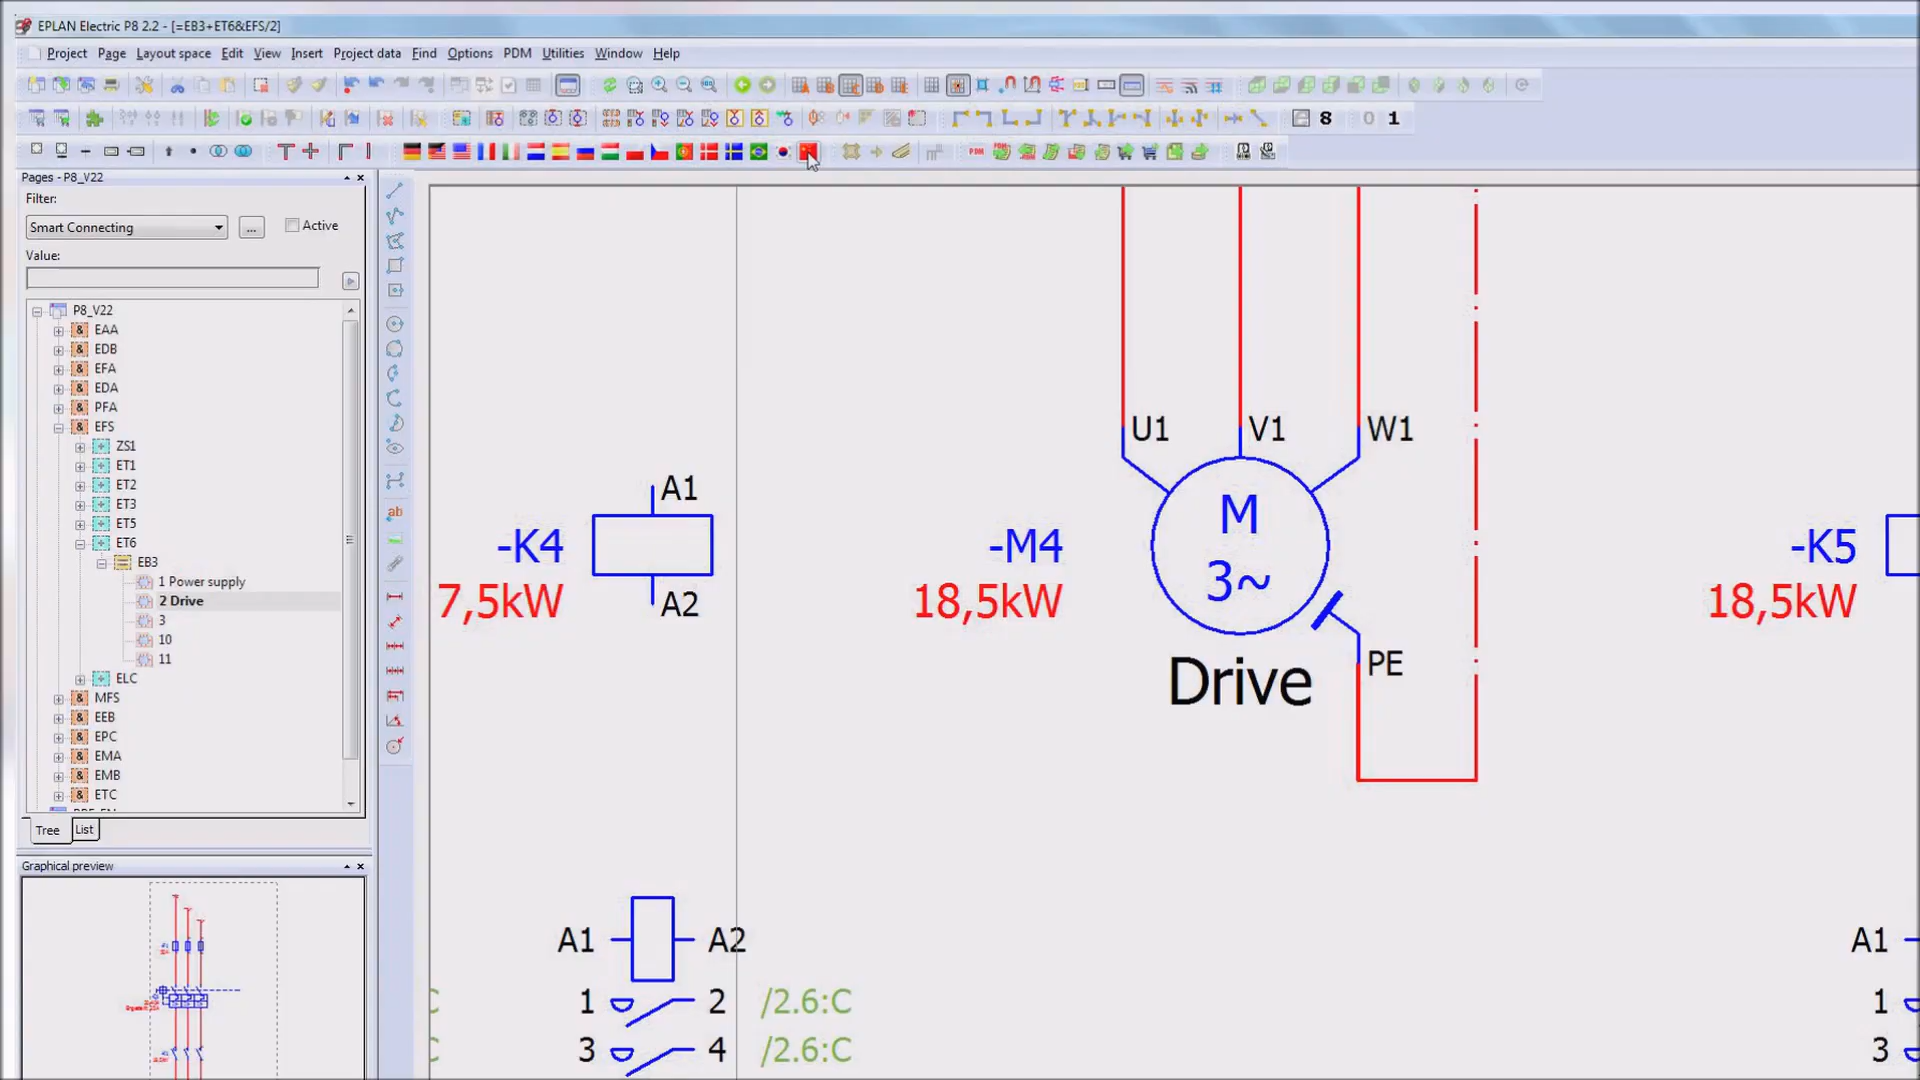 EPLAN Electric P8 2.2 - [=EB3+ET6&EFS/2]
Project Page Layout space Edit View Insert Project data Find Options PDM Utilities Window Help
8 0 1
Pages - P8_V22
Filter:
Smart Connecting ... Active
Value:
P8_V22
EAA
EDB
EFA
EDA
PFA
EFS
ZS1
ET1
ET2
ET3
ET5
ET6
EB3
1 Power supply
2 Drive
3
10
11
ELC
MFS
EEB
EPC
EMA
EMB
ETC
Tree List
Graphical preview
ab
U1 V1 W1
A1
-K4
7,5kW
A2
-M4
18,5kW
M
3~
PE
Drive
-K5
18,5kW
A1 A2
1 2 /2.6:C
3 4 /2.6:C
A1
1
3